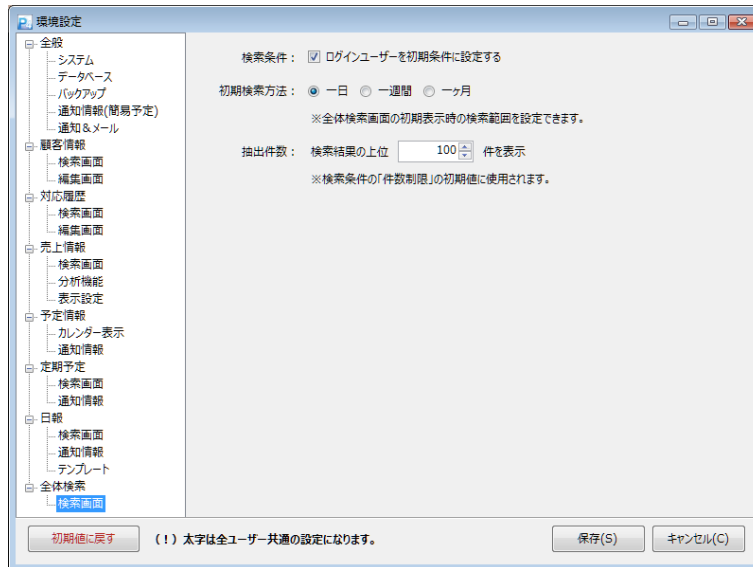 環境設定
全般
システム
データベース
バックアップ
通知情報(簡易予定)
通知&メール
顧客情報
検索画面
編集画面
対応履歴
検索画面
編集画面
売上情報
検索画面
分析機能
表示設定
予定情報
カレンダー表示
通知情報
定期予定
検索画面
通知情報
日報
検索画面
通知情報
テンプレート
全体検索
検索画面
検索条件： ログインユーザーを初期条件に設定する
初期検索方法： 一日 一週間 一ヶ月
※全体検索画面の初期表示時の検索範囲を設定できます。
抽出件数： 検索結果の上位 100 件を表示
※検索条件の「件数制限」の初期値に使用されます。
初期値に戻す (！) 太字は全ユーザー共通の設定になります。 保存(S) キャンセル(C)